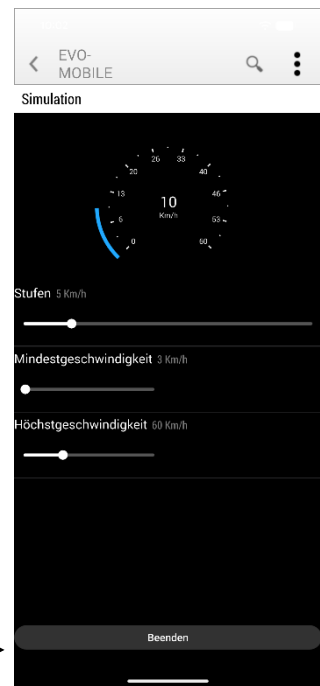 EVO-
MOBILE
Simulation
26 33
20 40
13 46
10
Km/h
6 53
0 60
Stufen 5 Km/h
Mindestgeschwindigkeit 3 Km/h
Höchstgeschwindigkeit 60 Km/h
Beenden